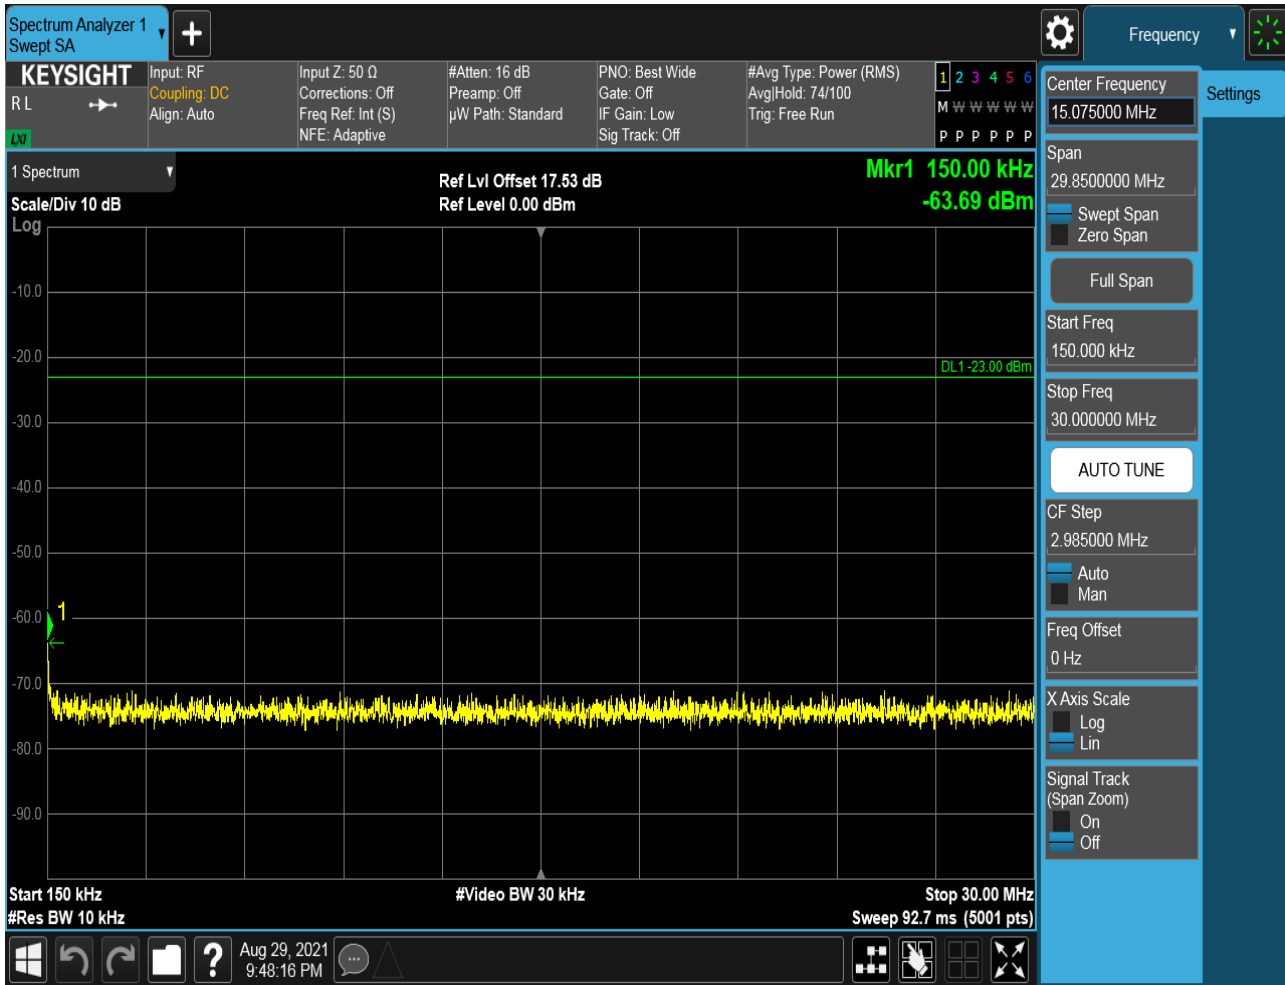 Spectrum Analyzer 1
Swept SA
Frequency
KEYSIGHT
R L
LXI
Input: RF
Coupling: DC
Align: Auto
Input Z: 50 Ω
Corrections: Off
Freq Ref: Int (S)
NFE: Adaptive
#Atten: 16 dB
Preamp: Off
µW Path: Standard
PNO: Best Wide
Gate: Off
IF Gain: Low
Sig Track: Off
#Avg Type: Power (RMS)
Avg|Hold: 74/100
Trig: Free Run
1 2 3 4 5 6
M W W W W W
P P P P P P
1 Spectrum
Scale/Div 10 dB
Log
Ref Lvl Offset 17.53 dB
Ref Level 0.00 dBm
Mkr1 150.00 kHz
-63.69 dBm
-10.0
-20.0
DL1 -23.00 dBm
-30.0
-40.0
-50.0
-60.0
1
-70.0
-80.0
-90.0
Start 150 kHz
#Res BW 10 kHz
#Video BW 30 kHz
Stop 30.00 MHz
Sweep 92.7 ms (5001 pts)
?
Aug 29, 2021
9:48:16 PM
Center Frequency
15.075000 MHz
Settings
Span
29.8500000 MHz
Swept Span
Zero Span
Full Span
Start Freq
150.000 kHz
Stop Freq
30.000000 MHz
AUTO TUNE
CF Step
2.985000 MHz
Auto
Man
Freq Offset
0 Hz
X Axis Scale
Log
Lin
Signal Track
(Span Zoom)
On
Off